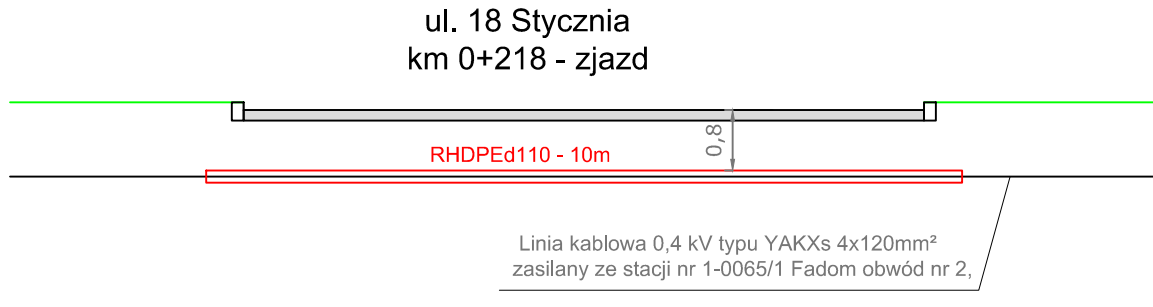 ul. 18 Stycznia
km 0+218 - zjazd
0,8
RHDPEd110 - 10m
Linia kablowa 0,4 kV typu YAKXs 4x120mm²
zasilany ze stacji nr 1-0065/1 Fadom obwód nr 2,